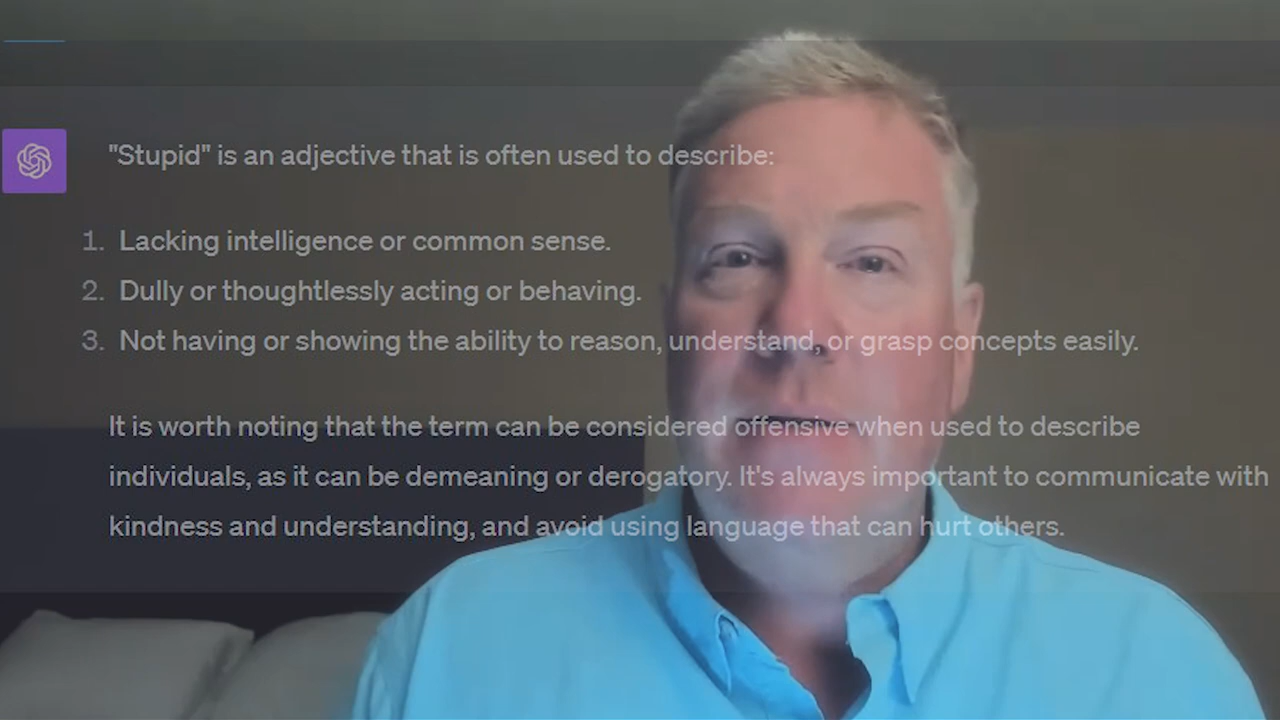 "Stupid" is an adjective that is often used to describe:
1. Lacking intelligence or common sense.
2. Dully or thoughtlessly acting or behaving.
3. Not having or showing the ability to reason, understand, or grasp concepts easily.
It is worth noting that the term can be considered offensive when used to describe
individuals, as it can be demeaning or derogatory. It's always important to communicate with
kindness and understanding, and avoid using language that can hurt others.